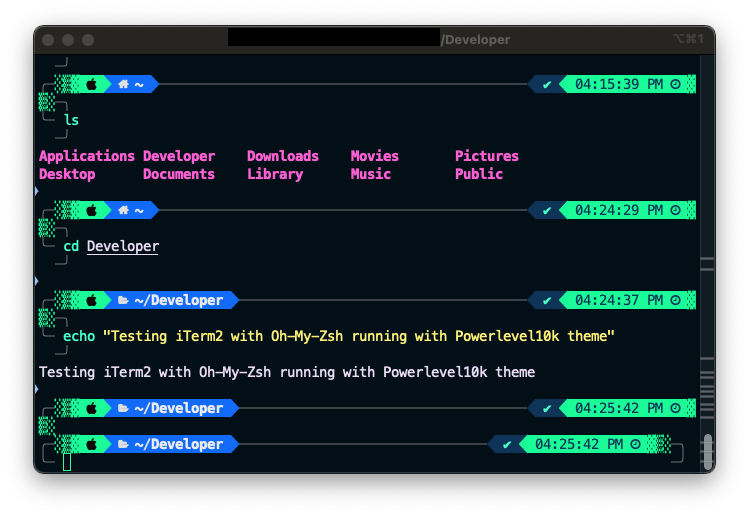 /Developer
⌥⌘1
~ ✔ 04:15:39 PM
ls
Applications Developer Downloads Movies Pictures
Desktop Documents Library Music Public
~ ✔ 04:24:29 PM
cd Developer
~/Developer ✔ 04:24:37 PM
echo "Testing iTerm2 with Oh-My-Zsh running with Powerlevel10k theme"
Testing iTerm2 with Oh-My-Zsh running with Powerlevel10k theme
~/Developer ✔ 04:25:42 PM
~/Developer ✔ 04:25:42 PM